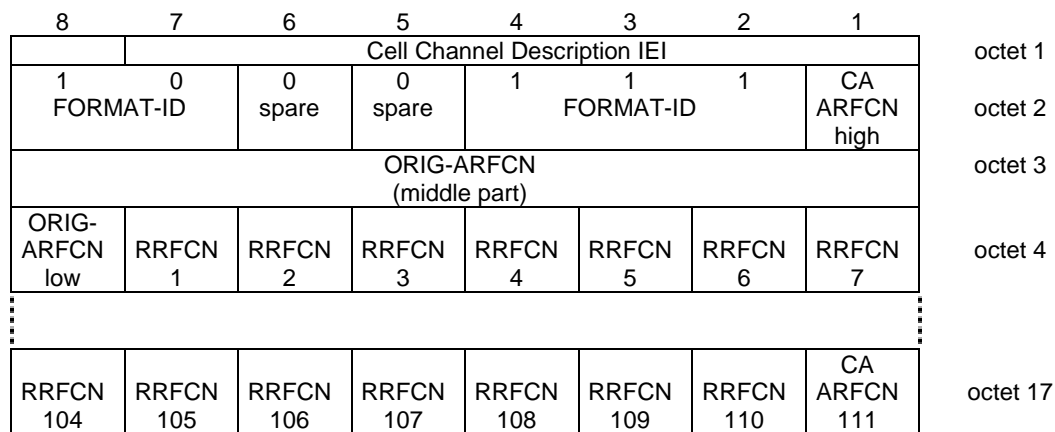 8 7 6 5 4 3 2 1
Cell Channel Description IEI octet 1
1 0 0 0 1 1 1 CA
FORMAT-ID spare spare FORMAT-ID ARFCN octet 2
high
ORIG-ARFCN octet 3
(middle part)
ORIG-
ARFCN RRFCN RRFCN RRFCN RRFCN RRFCN RRFCN RRFCN octet 4
low 1 2 3 4 5 6 7
CA
RRFCN RRFCN RRFCN RRFCN RRFCN RRFCN RRFCN ARFCN octet 17
104 105 106 107 108 109 110 111